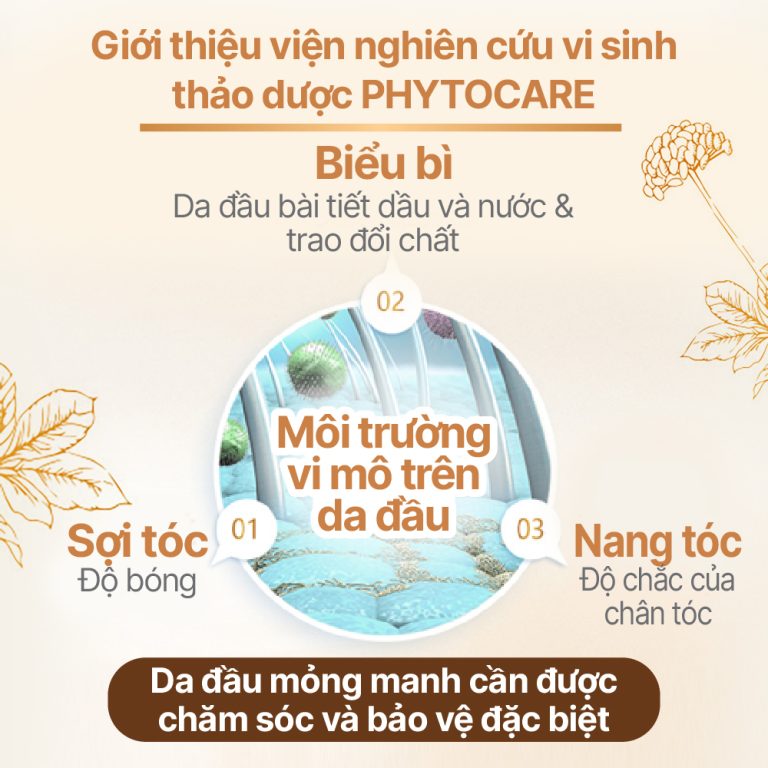 Giới thiệu viện nghiên cứu vi sinh
thảo dược PHYTOCARE
Biểu bì
Da đầu bài tiết dầu và nước &
trao đổi chất
02
Môi trường
vi mô trên
da đầu
01
Sợi tóc
Độ bóng
03
Nang tóc
Độ chắc của
chân tóc
Da đầu mỏng manh cần được
chăm sóc và bảo vệ đặc biệt